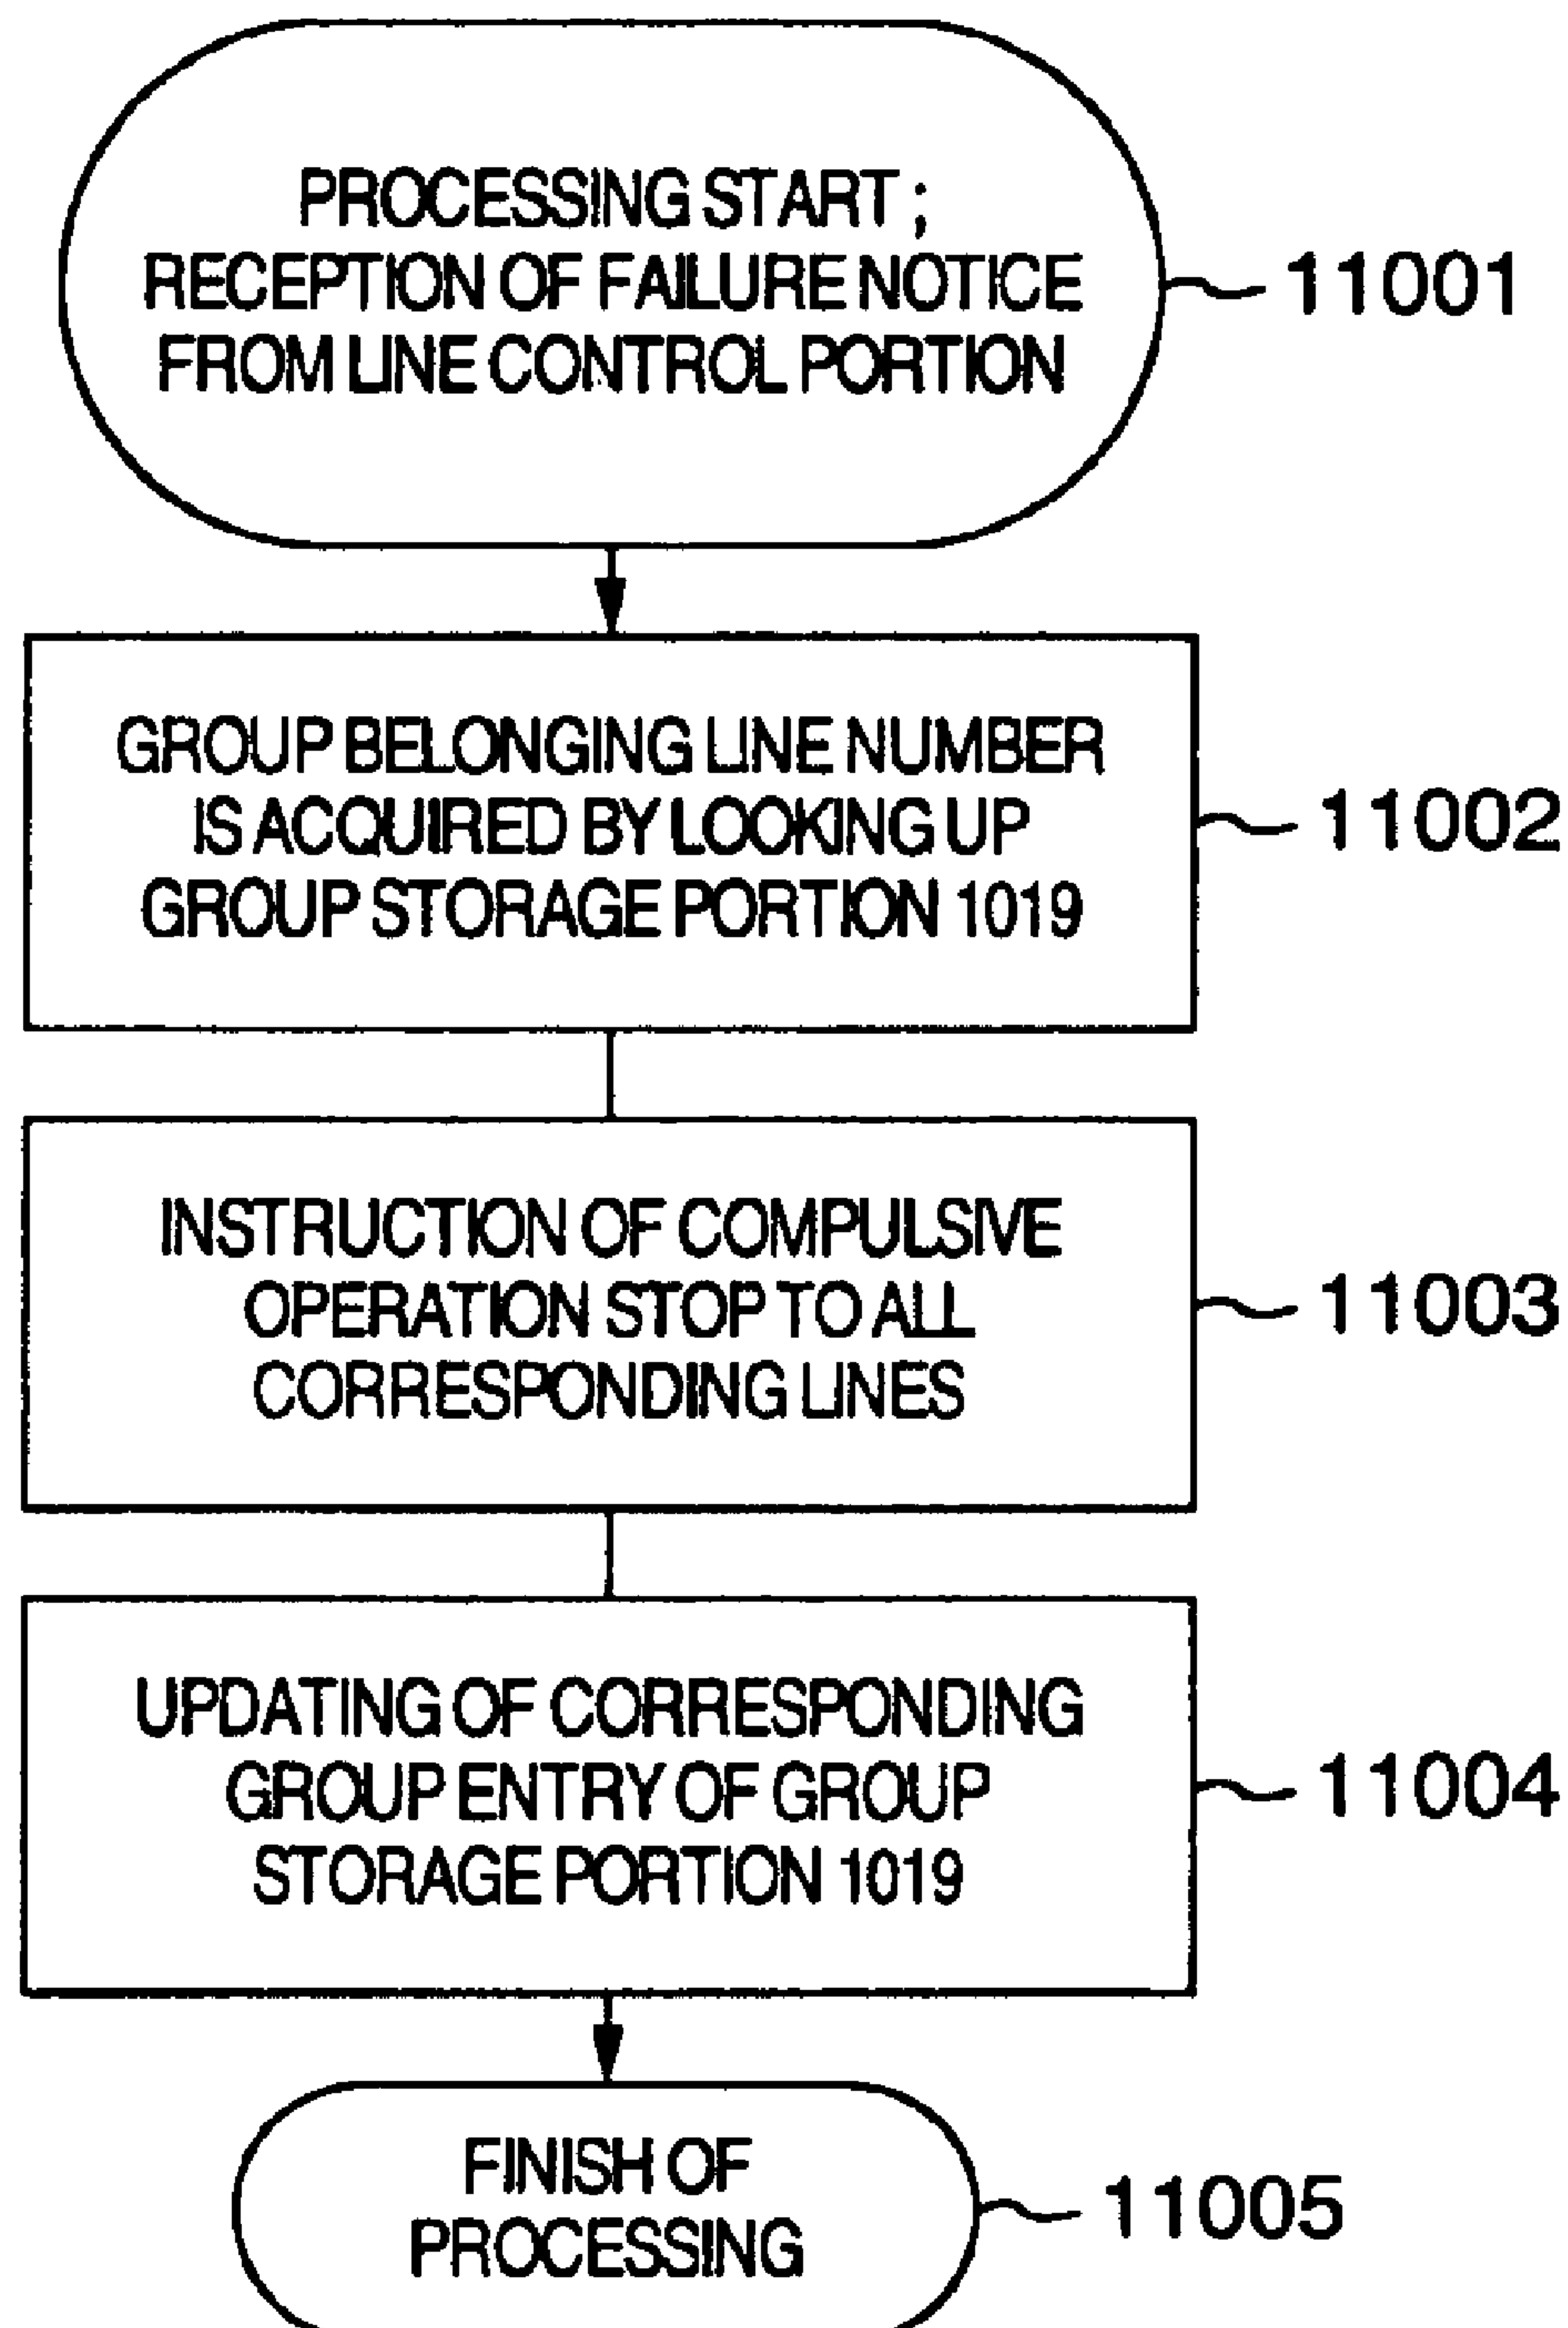 PROCESSING START ;
RECEPTION OF FAILURE NOTICE
FROM LINE CONTROL PORTION
11001
GROUP BELONGING LINE NUMBER
IS ACQUIRED BY LOOKING UP
GROUP STORAGE PORTION 1019
11002
INSTRUCTION OF COMPULSIVE
OPERATION STOP TO ALL
CORRESPONDING LINES
11003
UPDATING OF CORRESPONDING
GROUP ENTRY OF GROUP
STORAGE PORTION 1019
11004
FINISH OF
PROCESSING
11005